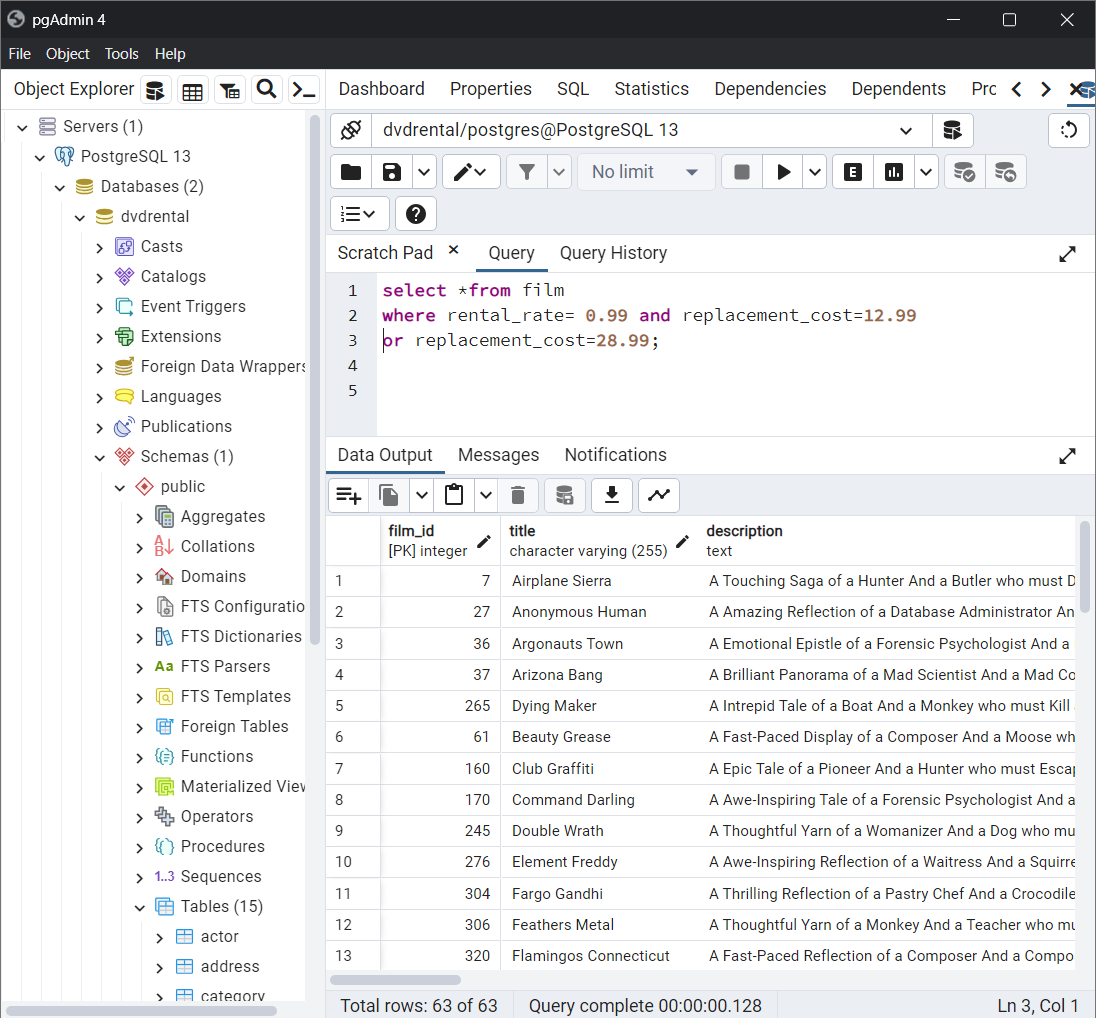 pgAdmin 4
File Object Tools Help
Object Explorer
Dashboard Properties SQL Statistics Dependencies Dependents Prc
Servers (1)
PostgreSQL 13
Databases (2)
dvdrental
Casts
Catalogs
Event Triggers
Extensions
Foreign Data Wrappers
Languages
Publications
Schemas (1)
public
Aggregates
Collations
Domains
FTS Configuratio
FTS Dictionaries
Aa FTS Parsers
FTS Templates
Foreign Tables
Functions
Materialized View
Operators
Procedures
1..3 Sequences
Tables (15)
actor
address
category
dvdrental/postgres@PostgreSQL 13
No limit
E
Scratch Pad Query Query History
1 select *from film
2 where rental_rate= 0.99 and replacement_cost=12.99
3 or replacement_cost=28.99;
4
5
Data Output Messages Notifications
film_id title description
[PK] integer character varying (255) text
1 7 Airplane Sierra A Touching Saga of a Hunter And a Butler who must D
2 27 Anonymous Human A Amazing Reflection of a Database Administrator An
3 36 Argonauts Town A Emotional Epistle of a Forensic Psychologist And a
4 37 Arizona Bang A Brilliant Panorama of a Mad Scientist And a Mad Co
5 265 Dying Maker A Intrepid Tale of a Boat And a Monkey who must Kill
6 61 Beauty Grease A Fast-Paced Display of a Composer And a Moose wh
7 160 Club Graffiti A Epic Tale of a Pioneer And a Hunter who must Escap
8 170 Command Darling A Awe-Inspiring Tale of a Forensic Psychologist And a
9 245 Double Wrath A Thoughtful Yarn of a Womanizer And a Dog who mu
10 276 Element Freddy A Awe-Inspiring Reflection of a Waitress And a Squirre
11 304 Fargo Gandhi A Thrilling Reflection of a Pastry Chef And a Crocodile
12 306 Feathers Metal A Thoughtful Yarn of a Monkey And a Teacher who mu
13 320 Flamingos Connecticut A Fast-Paced Reflection of a Composer And a Compo
Total rows: 63 of 63 Query complete 00:00:00.128 Ln 3, Col 1